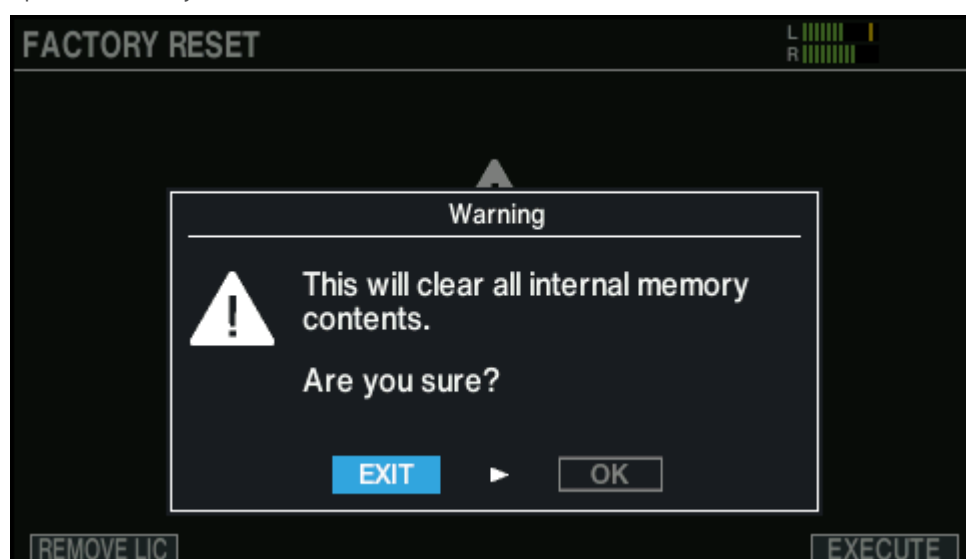 FACTORY RESET
L
R
Warning
This will clear all internal memory
contents.
Are you sure?
EXIT
OK
REMOVE LIC
EXECUTE